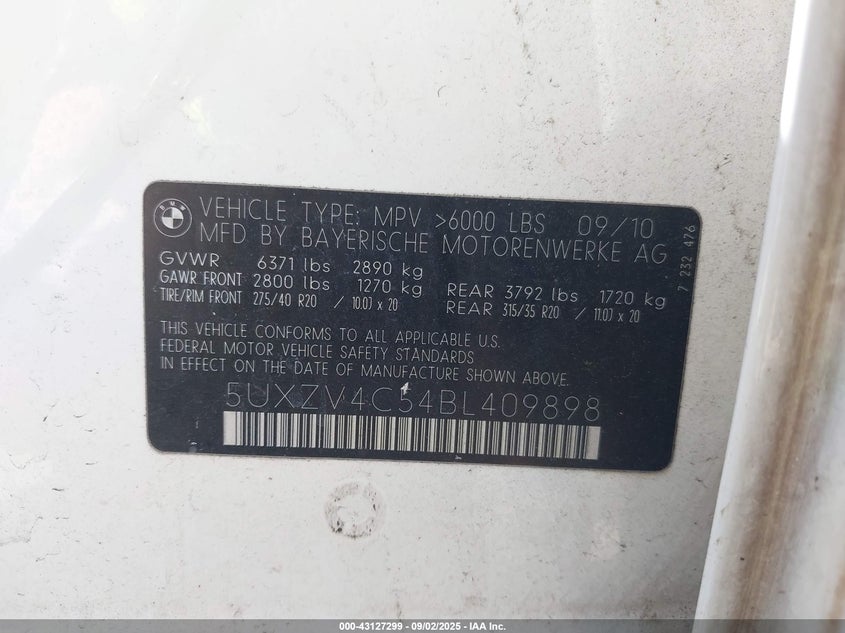 BMW
VEHICLE TYPE: MPV >6000 LBS 09/10
MFD BY BAYERISCHE MOTORENWERKE AG
GVWR 6371 lbs 2890 kg
GAWR FRONT 2800 lbs 1270 kg REAR 3792 lbs 1720 kg
TIRE/RIM FRONT 275/40 R20 / 10.0J x 20 REAR 315/35 R20 / 11.0J x 20
THIS VEHICLE CONFORMS TO ALL APPLICABLE U.S.
FEDERAL MOTOR VEHICLE SAFETY STANDARDS
IN EFFECT ON THE DATE OF MANUFACTURE SHOWN ABOVE.
5UXZV4C54BL409898
7 232 476
000-43127299 - 09/02/2025 - IAA Inc.